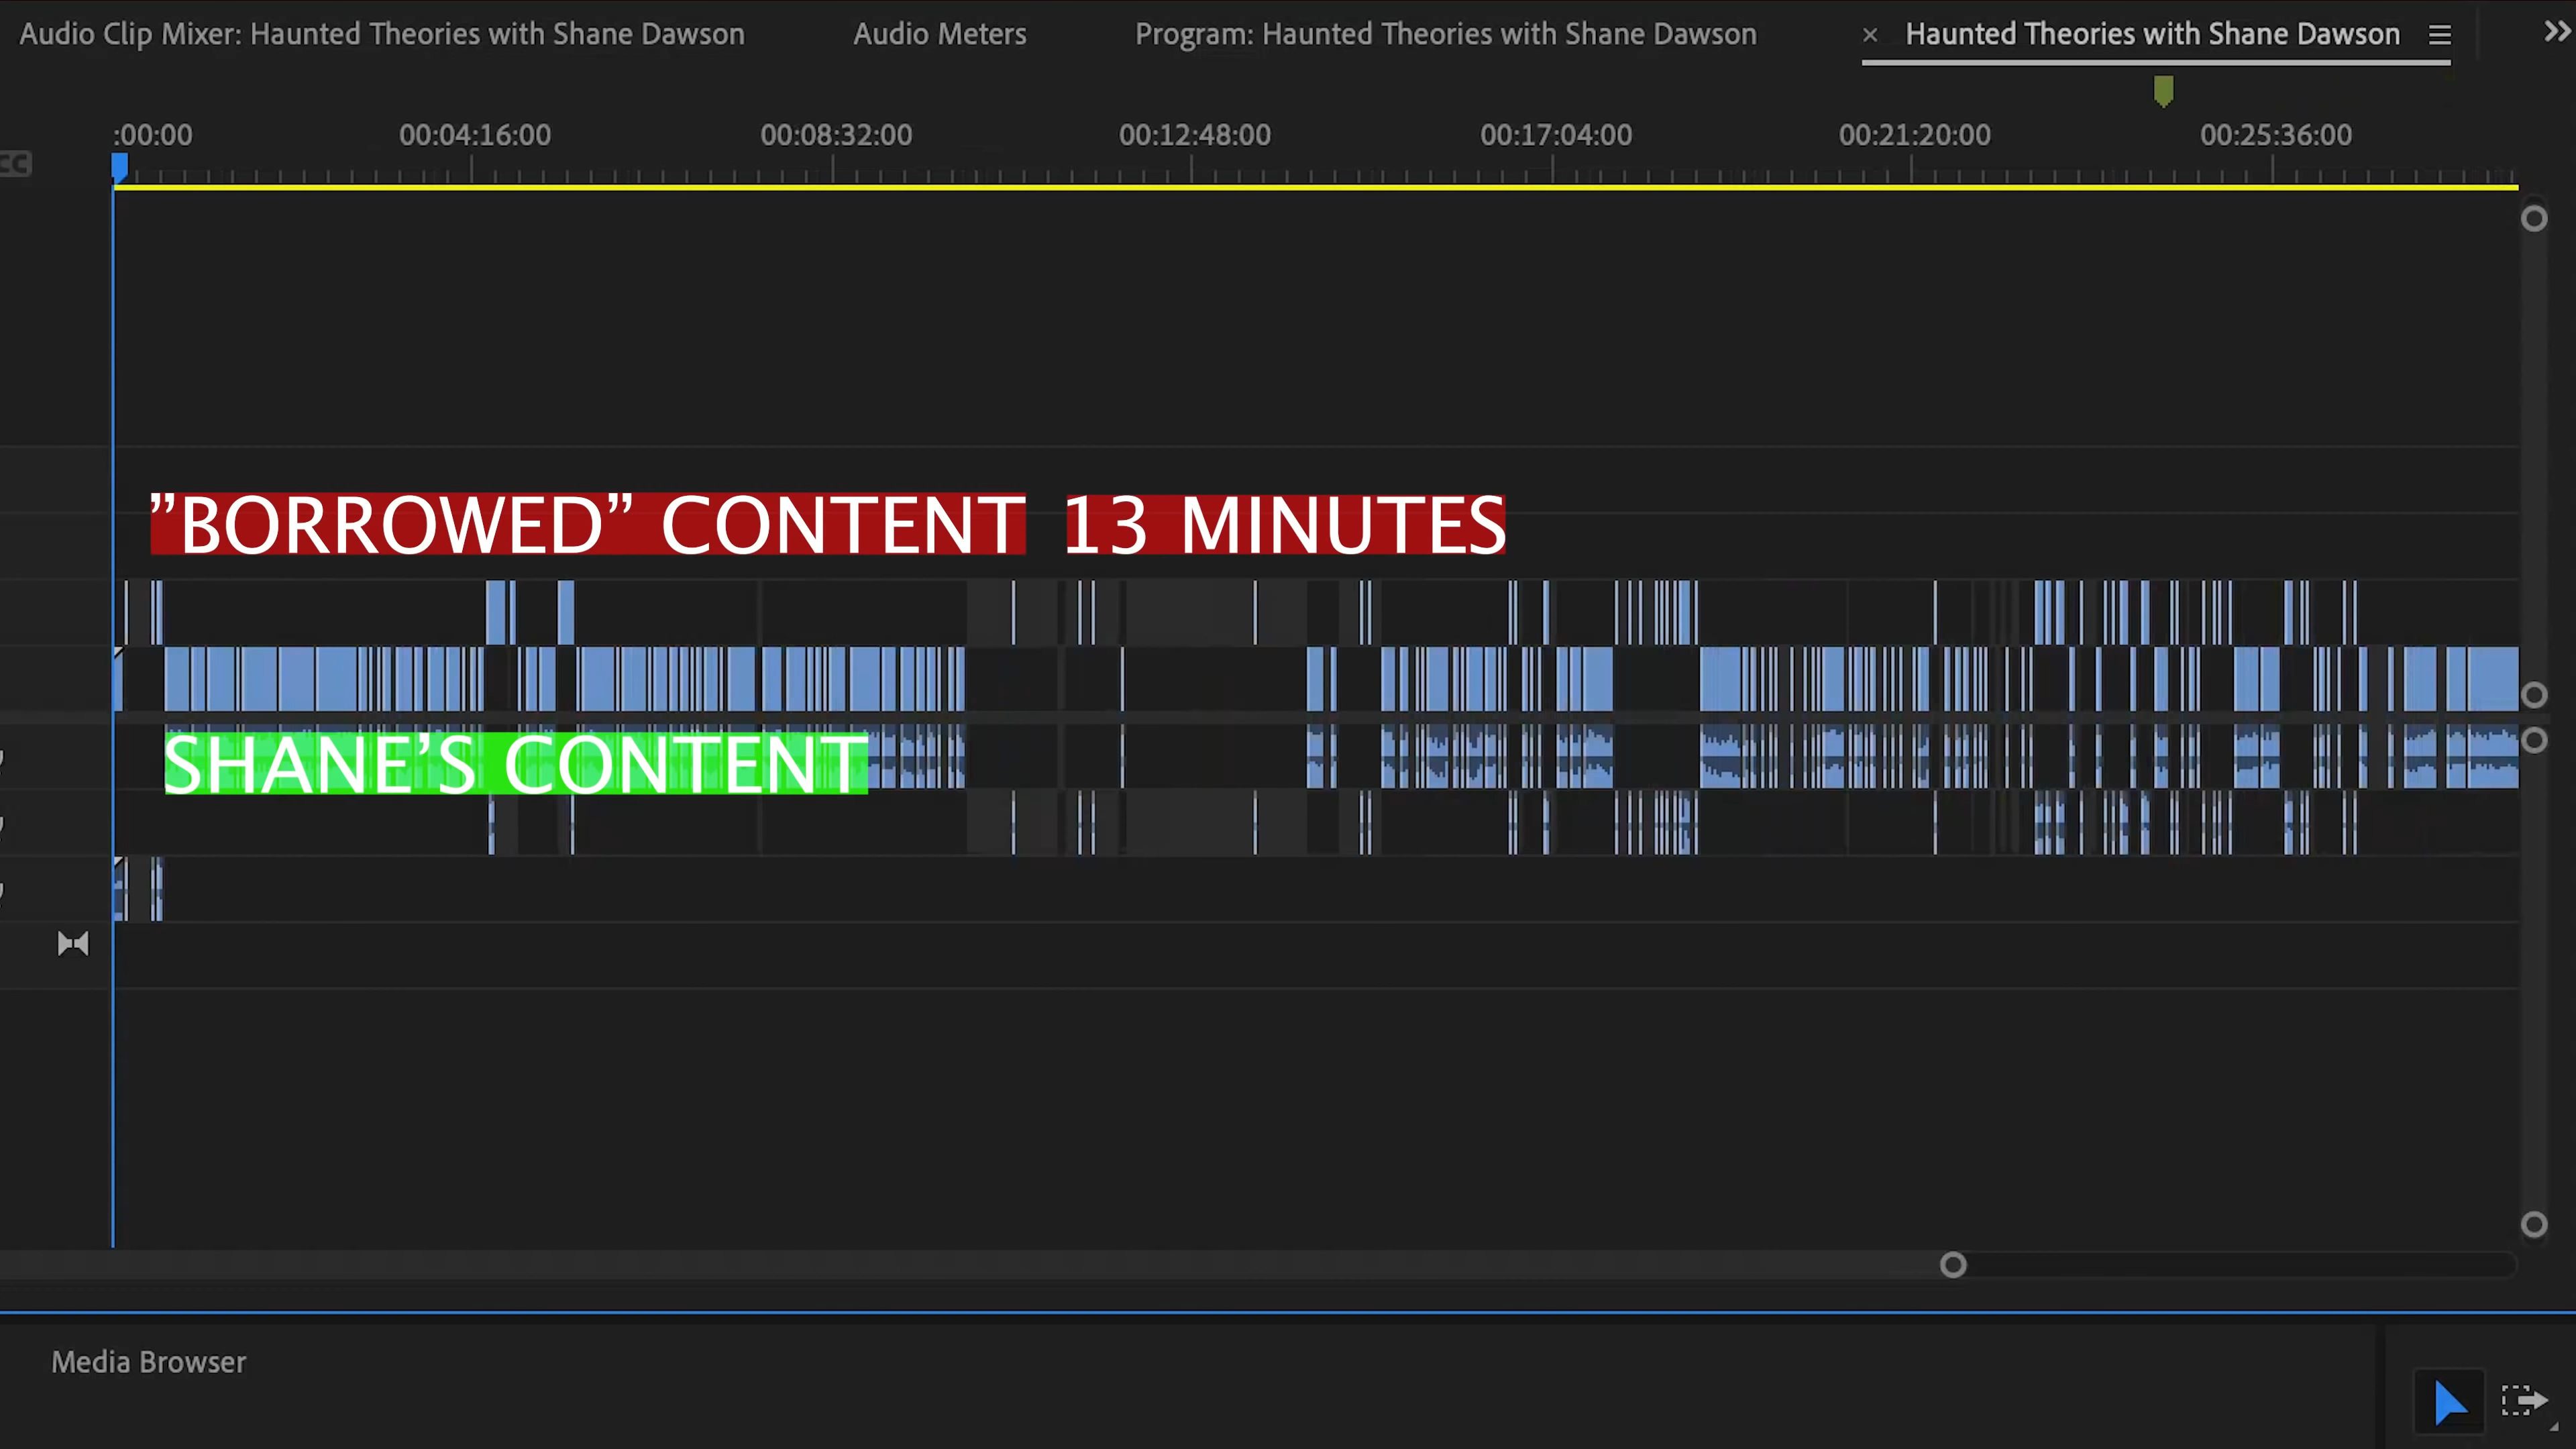 Audio Clip Mixer: Haunted Theories with Shane Dawson Audio Meters Program: Haunted Theories with Shane Dawson × Haunted Theories with Shane Dawson
:00:00 00:04:16:00 00:08:32:00 00:12:48:00 00:17:04:00 00:21:20:00 00:25:36:00
CC
”BORROWED” CONTENT 13 MINUTES
SHANE’S CONTENT
Media Browser